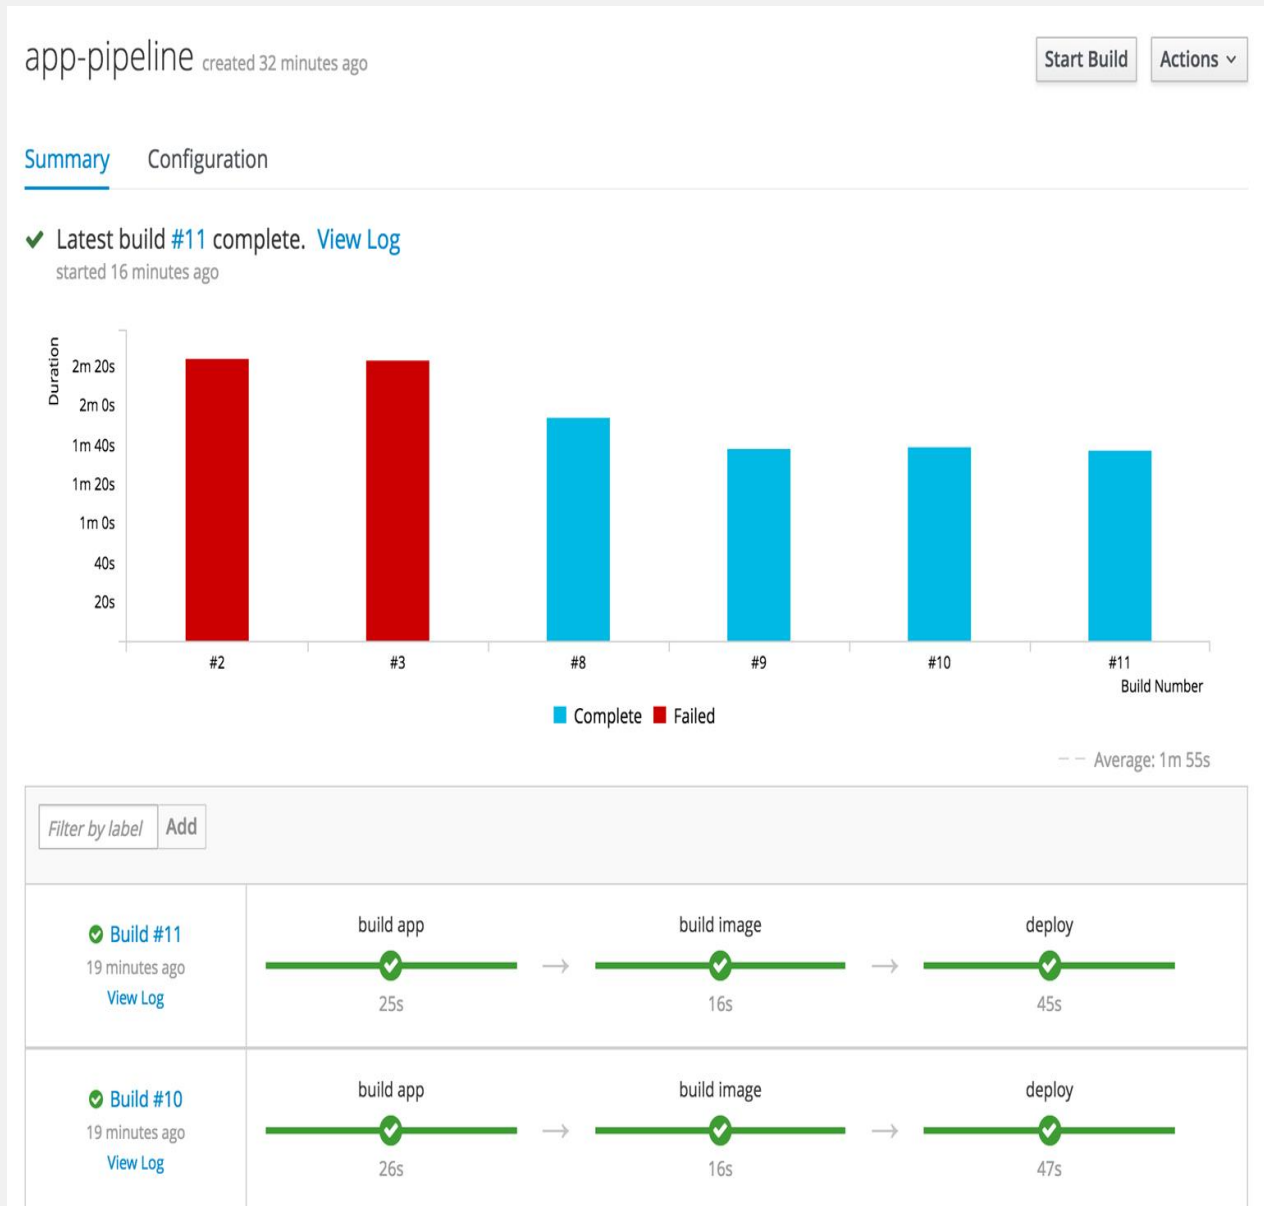 app-pipeline created 32 minutes ago
Start Build
Actions
Summary
Configuration
Latest build #11 complete. View Log
started 16 minutes ago
Duration
2m 20s
2m 0s
1m 40s
1m 20s
1m 0s
40s
20s
#2
#3
#8
#9
#10
#11
Build Number
Complete
Failed
Average: 1m 55s
Filter by label
Add
Build #11
19 minutes ago
View Log
build app
25s
build image
16s
deploy
45s
Build #10
19 minutes ago
View Log
build app
26s
build image
16s
deploy
47s